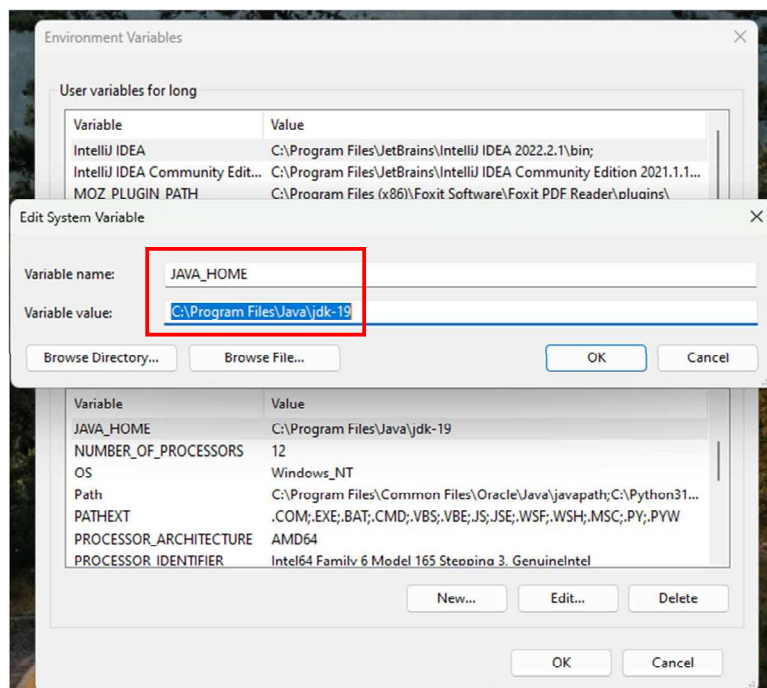 Environment Variables
User variables for long
Variable Value
IntelliJ IDEA C:\Program Files\JetBrains\IntelliJ IDEA 2022.2.1\bin;
IntelliJ IDEA Community Edit... C:\Program Files\JetBrains\IntelliJ IDEA Community Edition 2021.1.1...
MOZ_PLUGIN_PATH C:\Program Files (x86)\Foxit Software\Foxit PDF Reader\plugins\
Edit System Variable
Variable name: JAVA_HOME
Variable value: C:\Program Files\Java\jdk-19
Browse Directory... Browse File... OK Cancel
Variable Value
JAVA_HOME C:\Program Files\Java\jdk-19
NUMBER_OF_PROCESSORS 12
OS Windows_NT
Path C:\Program Files\Common Files\Oracle\Java\javapath;C:\Python31...
PATHEXT .COM;.EXE;.BAT;.CMD;.VBS;.VBE;.JS;.JSE;.WSF;.WSH;.MSC;.PY;.PYW
PROCESSOR_ARCHITECTURE AMD64
PROCESSOR_IDENTIFIER Intel64 Family 6 Model 165 Stepping 3, GenuineIntel
New... Edit... Delete
OK Cancel